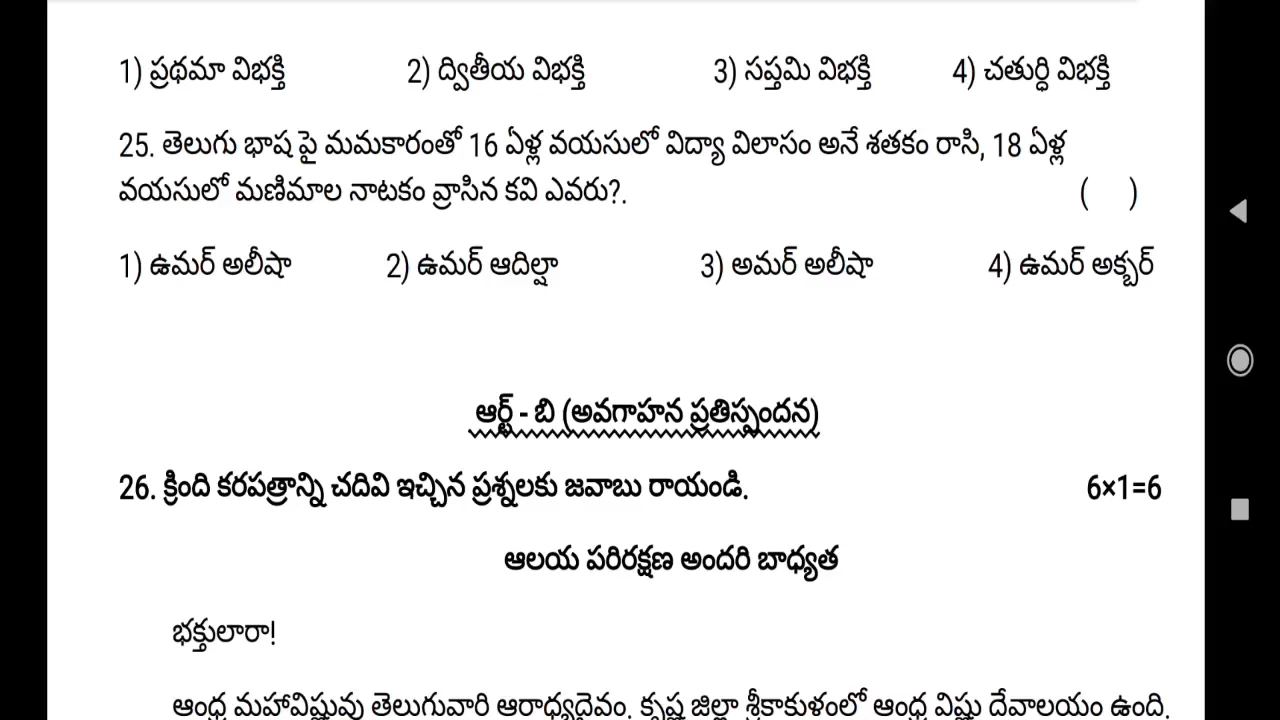 1) ప్రథమా విభక్తి 2) ద్వితీయ విభక్తి 3) సప్తమి విభక్తి 4) చతుర్ధి విభక్తి
25. తెలుగు భాష పై మమకారంతో 16 ఏళ్ల వయసులో విద్యా విలాసం అనే శతకం రాసి, 18 ఏళ్ల
వయసులో మణిమాల నాటకం వ్రాసిన కవి ఎవరు?. ( )
1) ఉమర్ అలీషా 2) ఉమర్ ఆదిల్షా 3) అమర్ అలీషా 4) ఉమర్ అక్బర్
ఆర్ట్ - బి (అవగాహన ప్రతిస్పందన)
26. క్రింది కరపత్రాన్ని చదివి ఇచ్చిన ప్రశ్నలకు జవాబు రాయండి. 6×1=6
ఆలయ పరిరక్షణ అందరి బాధ్యత
భక్తులారా!
ఆంధ్ర మహావిష్ణువు తెలుగువారి ఆరాధ్యదైవం. కృష్ణ జిల్లా శ్రీకాకుళంలో ఆంధ్ర విష్ణు దేవాలయం ఉంది.